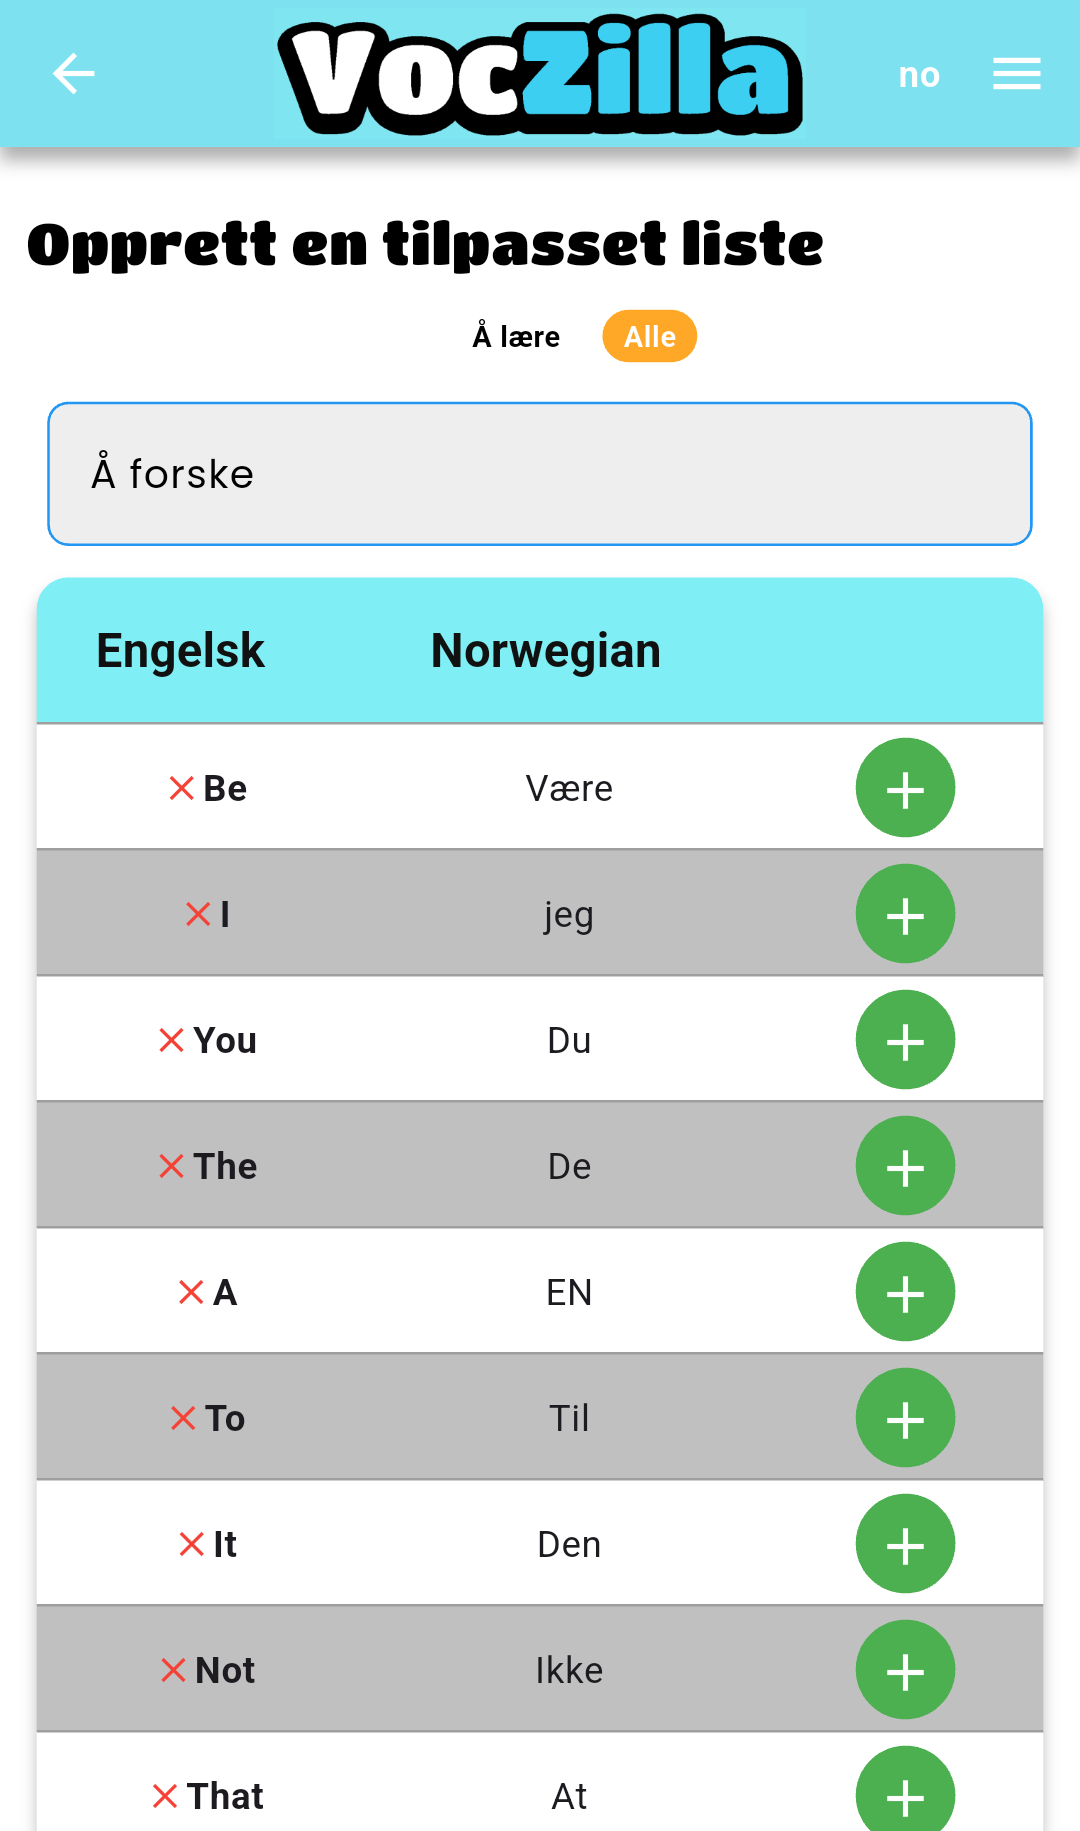 VocZilla
no
Opprett en tilpasset liste
Å lære Alle
Å forske
Engelsk Norwegian
Be Være
I jeg
You Du
The De
A EN
To Til
It Den
Not Ikke
That At